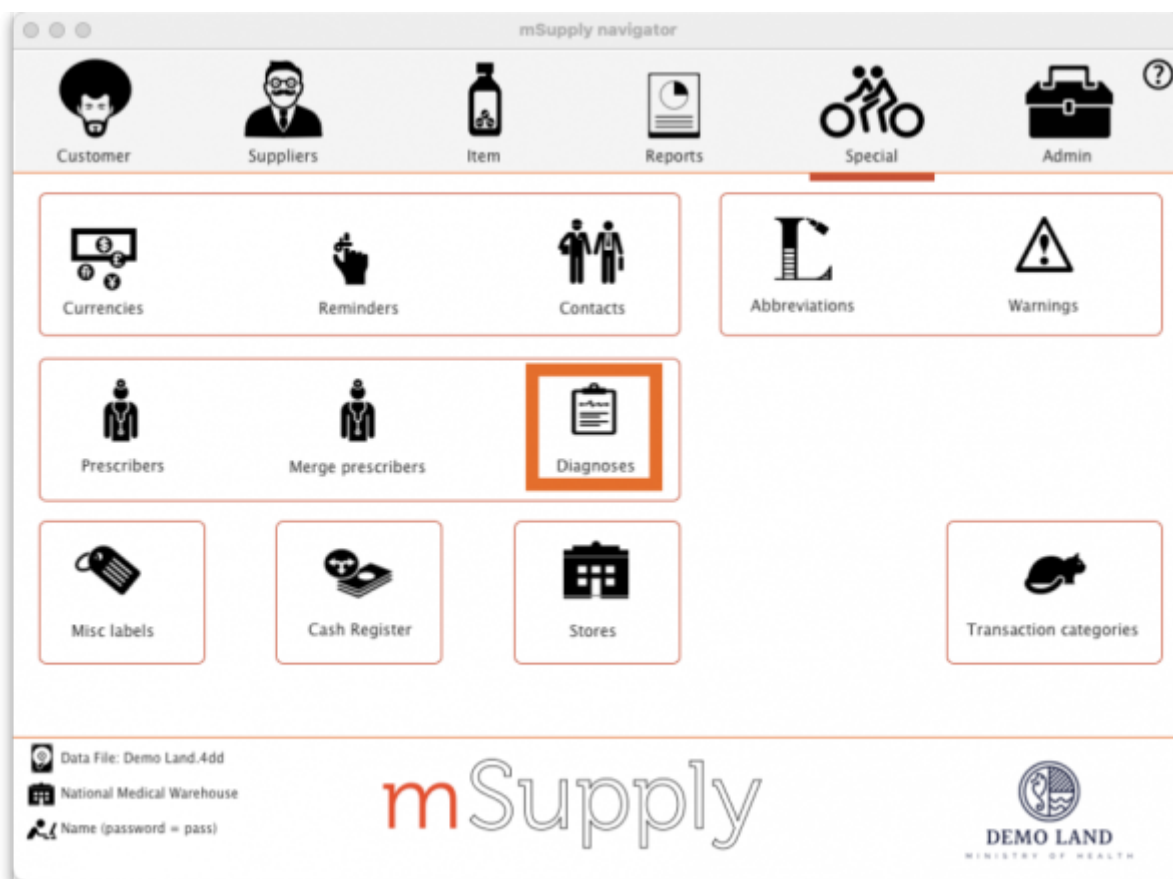 mSupply navigator
Customer Suppliers Item Reports Special Admin ?
Currencies Reminders Contacts Abbreviations Warnings
Prescribers Merge prescribers Diagnoses
Misc labels Cash Register Stores Transaction categories
Data File: Demo Land.4dd
National Medical Warehouse
Name (password = pass)
mSupply
DEMO LAND
MINISTRY OF HEALTH